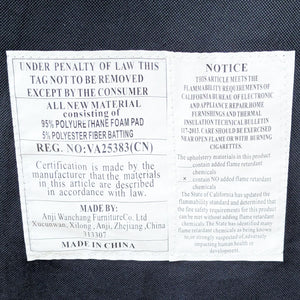 UNDER PENALTY OF LAW THIS
TAG NOT TO BE REMOVED
EXCEPT BY THE CONSUMER
ALL NEW MATERIAL
consisting of
95% POLYURETHANE FOAM PAD
5% POLYESTER FIBER BATTING
REG. NO:VA25383(CN)
Certification is made by the
manufacturer that the materials
in this article are described
in accordance with law.
MADE BY:
Anji Wanchang FurnitureCo. Ltd
Xucunwan, Xilong, Anji, Zhejiang ,China
313307
MADE IN CHINA
NOTICE
THIS ARTICLE MEETS THE
FLAMMABILITY REQUIREMENTS OF
CALIFORNIA BUREAU OF ELECTRONIC
AND APPLIANCE REPAIR, HOME
FURNISHINGS AND THERMAL
INSULATION TECHNICAL BULLETIN
117-2013. CARE SHOULD BE EXERCISED
NEAR OPEN FLAME OR WITH BURNING
CIGARETTES.
The upholstery materials in this product
contain added flame retardant
chemicals
× contain NO added flame retardant
chemicals
The State of California has updated the
flammability standard and determined that
the fire safety requirements for this product
can be met without adding flame retardant
chemicals. The State has identified many
flame retardant chemicals as being known
to, or strongly suspected of, adversely
impacting human health or
development.